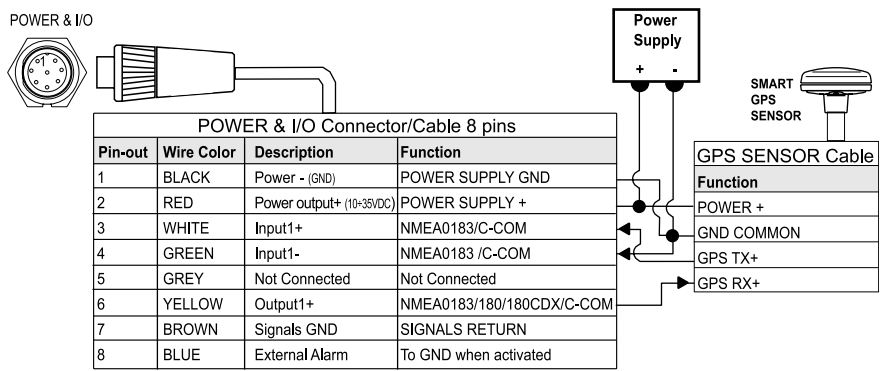 POWER & I/O
1
Power
Supply
+ -
SMART
GPS
SENSOR
POWER & I/O Connector/Cable 8 pins
Pin-out Wire Color Description Function
1 BLACK Power - (GND) POWER SUPPLY GND
2 RED Power output+ (10÷35VDC) POWER SUPPLY +
3 WHITE Input1+ NMEA0183/C-COM
4 GREEN Input1- NMEA0183 /C-COM
5 GREY Not Connected Not Connected
6 YELLOW Output1+ NMEA0183/180/180CDX/C-COM
7 BROWN Signals GND SIGNALS RETURN
8 BLUE External Alarm To GND when activated
GPS SENSOR Cable
Function
POWER +
GND COMMON
GPS TX+
GPS RX+